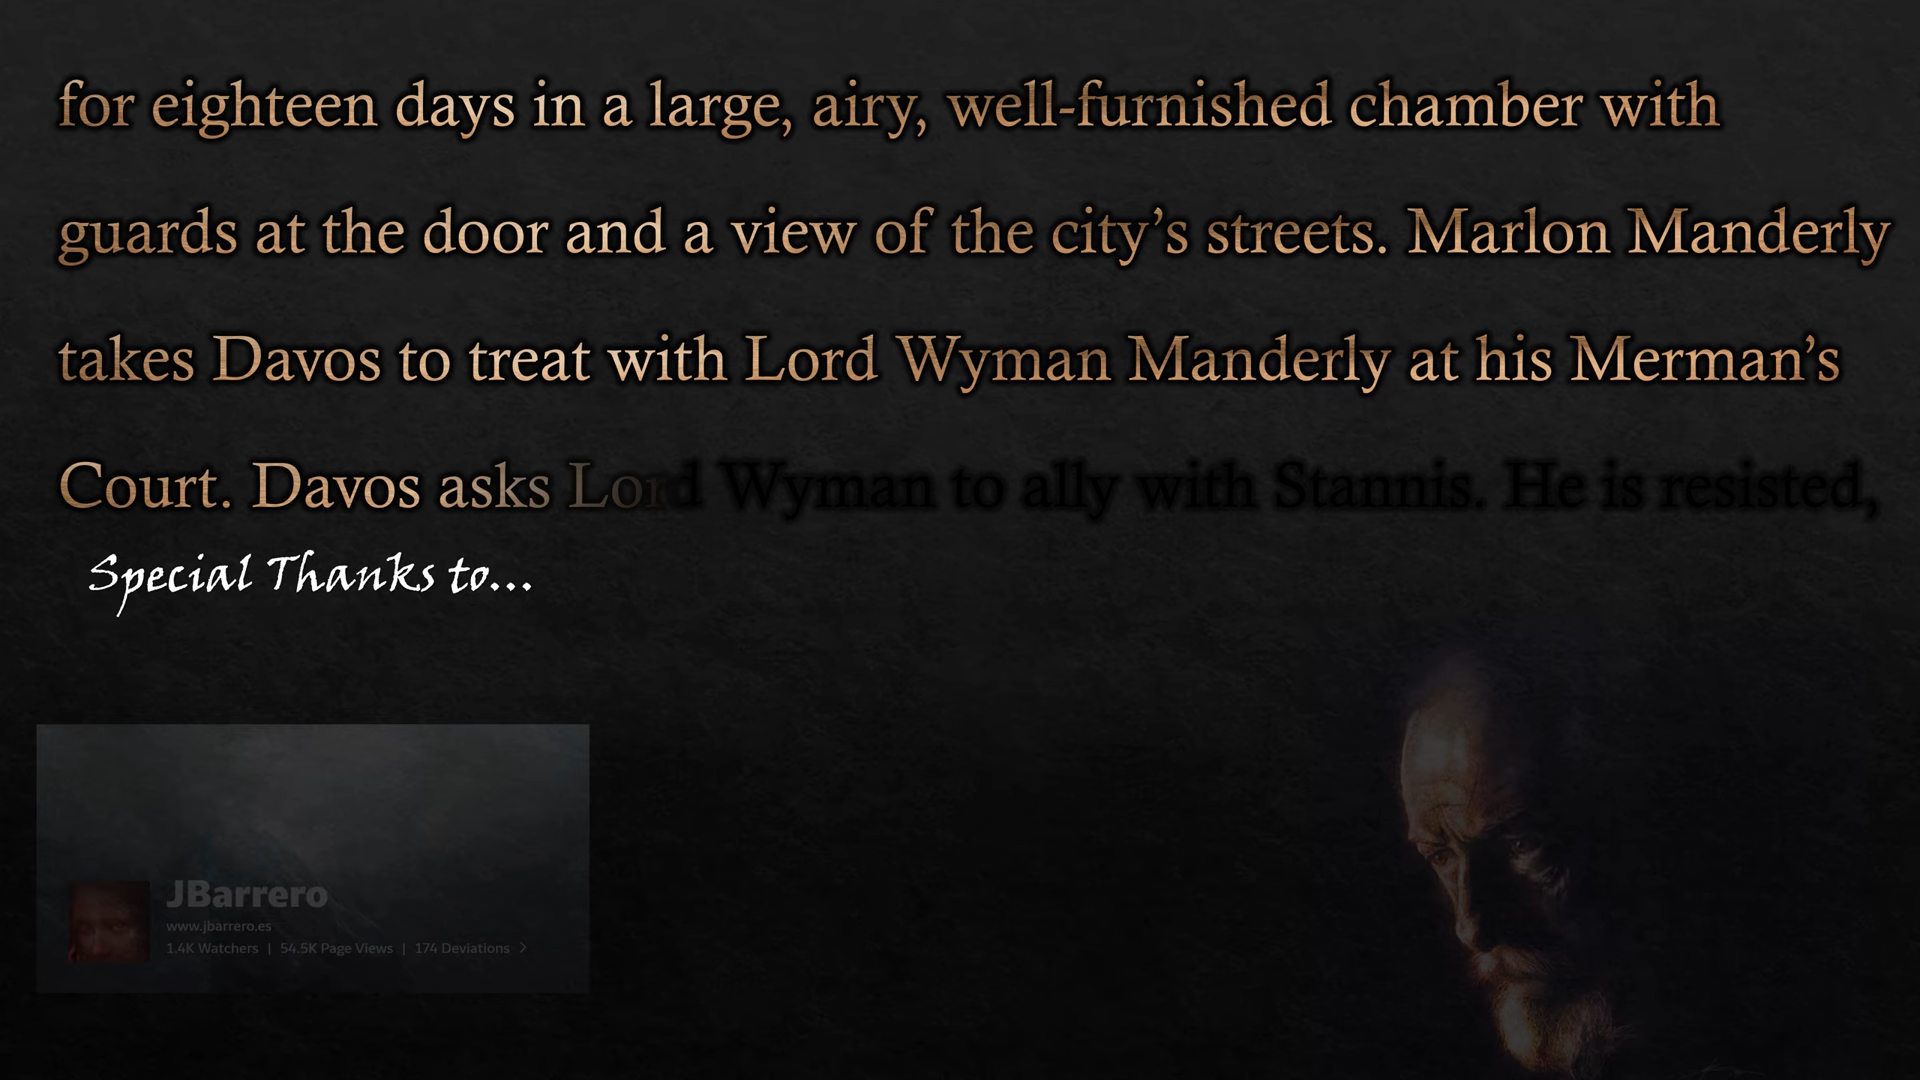 for eighteen days in a large, airy, well-furnished chamber with
guards at the door and a view of the city’s streets. Marlon Manderly
takes Davos to treat with Lord Wyman Manderly at his Merman’s
Court. Davos asks Lord Wyman to ally with Stannis. He is resisted,
Special Thanks to...
JBarrero
www.jbarrero.es
1.4K Watchers | 54.5K Page Views | 174 Deviations >